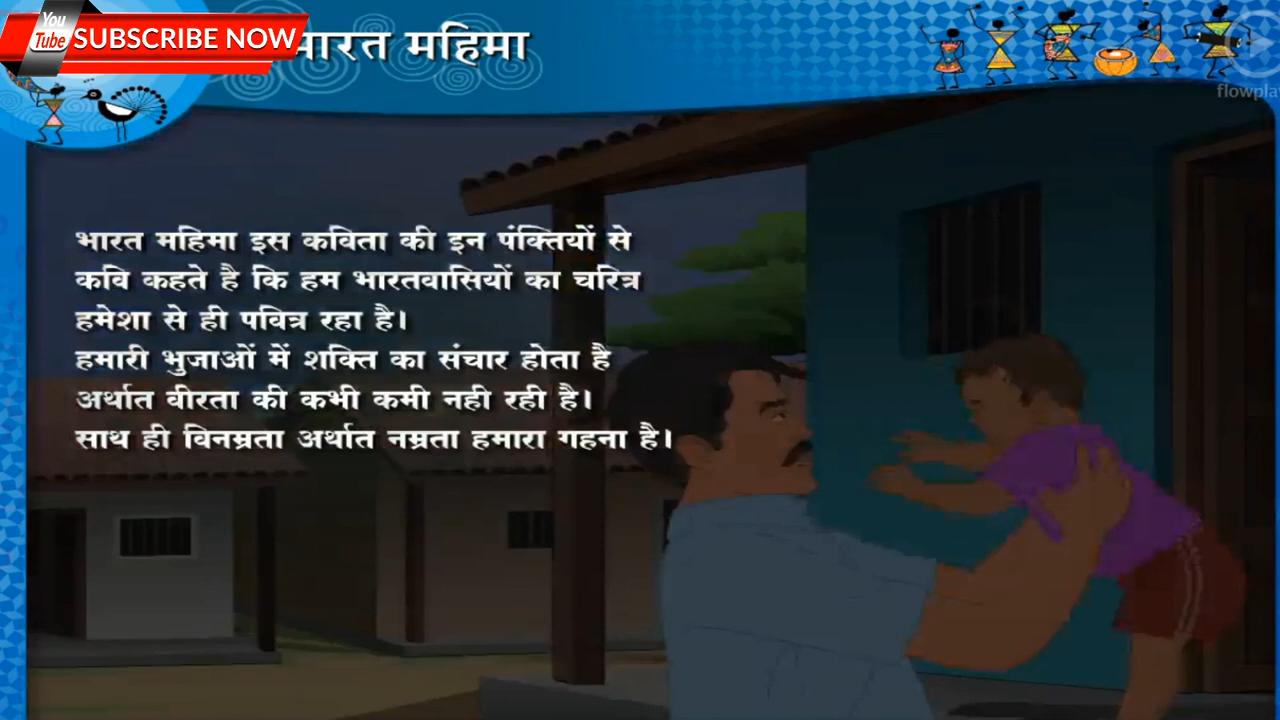 You
Tube SUBSCRIBE NOW
भारत महिमा
flowpla
भारत महिमा इस कविता की इन पंक्तियों से
कवि कहते है कि हम भारतवासियों का चरित्र
हमेशा से ही पवित्र रहा है।
हमारी भुजाओं में शक्ति का संचार होता है
अर्थात वीरता की कभी कमी नही रही है।
साथ ही विनम्रता अर्थात नम्रता हमारा गहना है।